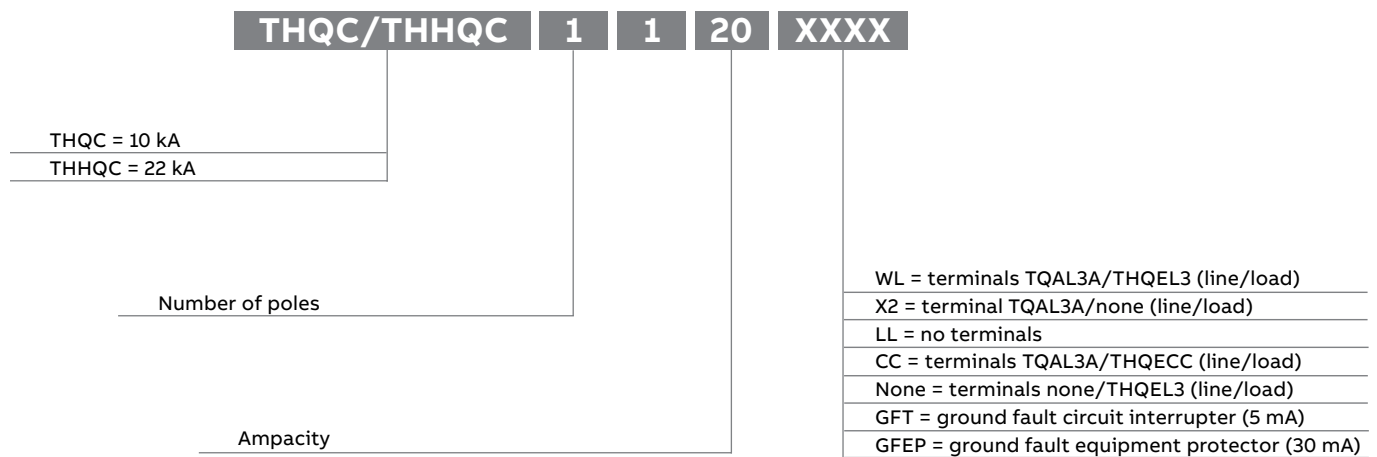 THQC/THHQC 1 1 20 XXXX
THQC = 10 kA
THHQC = 22 kA
Number of poles
Ampacity
WL = terminals TQAL3A/THQEL3 (line/load)
X2 = terminal TQAL3A/none (line/load)
LL = no terminals
CC = terminals TQAL3A/THQECC (line/load)
None = terminals none/THQEL3 (line/load)
GFT = ground fault circuit interrupter (5 mA)
GFEP = ground fault equipment protector (30 mA)